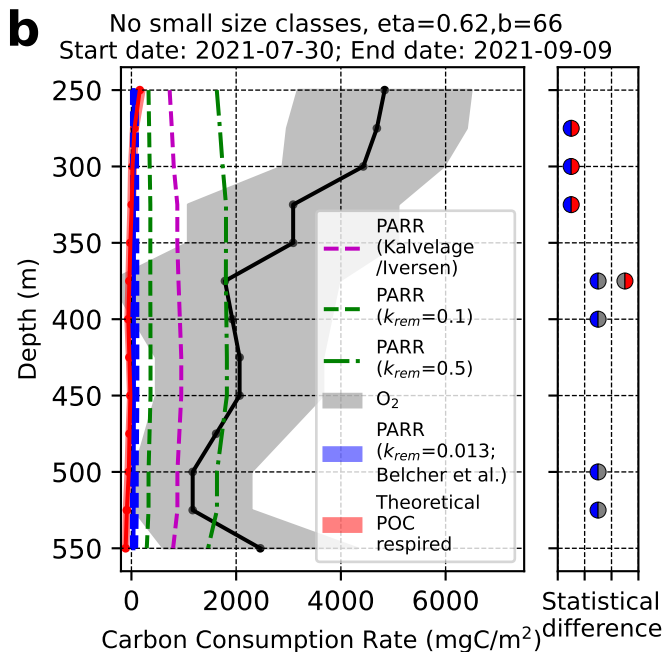 b
No small size classes, eta=0.62,b=66
Start date: 2021-07-30; End date: 2021-09-09
250
300
350
400
450
500
550
Depth (m)
PARR
(Kalvelage
/Iversen)
PARR
(k_rem=0.1)
PARR
(k_rem=0.5)
O₂
PARR
(k_rem=0.013;
Belcher et al.)
Theoretical
POC
respired
0 2000 4000 6000
Carbon Consumption Rate (mgC/m²)
Statistical
difference